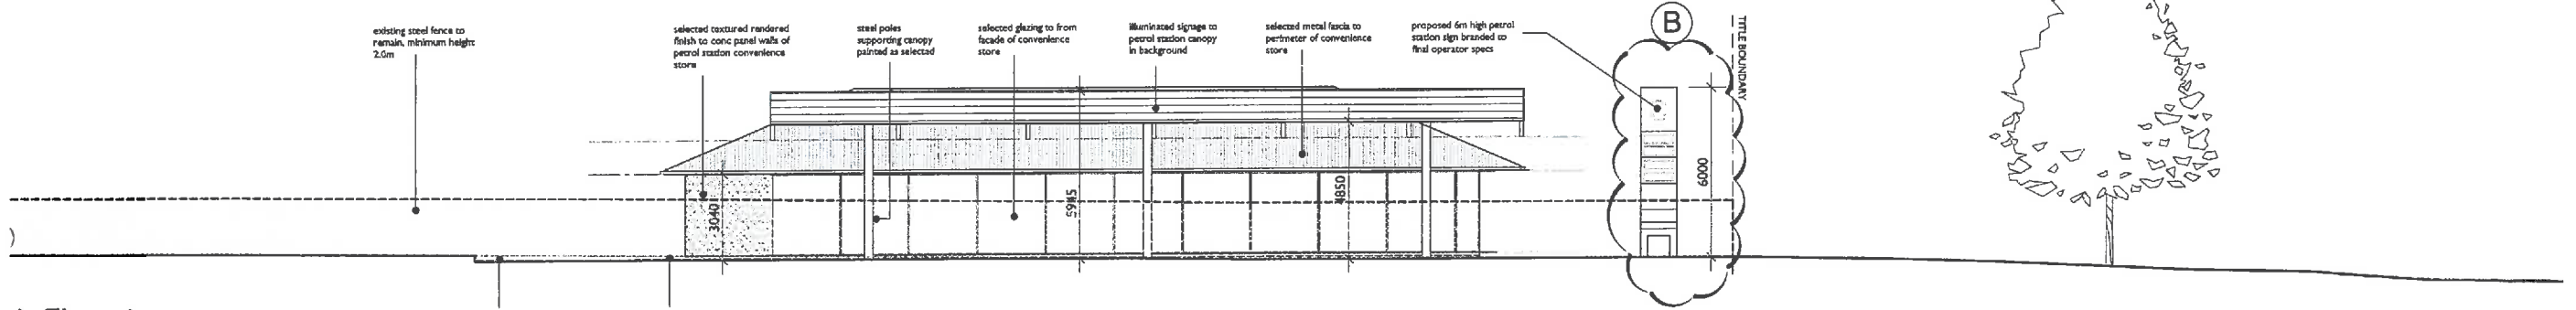 existing steel fence to
remain, minimum height
2.0m
selected textured rendered
finish to conc panel walls of
petrol station convenience
store
steel poles
supporting canopy
painted as selected
selected glazing to from
facade of convenience
store
illuminated signage to
petrol station canopy
in background
selected metal fascia to
perimeter of convenience
store
proposed 6m high petrol
station sign branded to
final operator specs
B
TITLE BOUNDARY
3040
5945
4850
6000
)